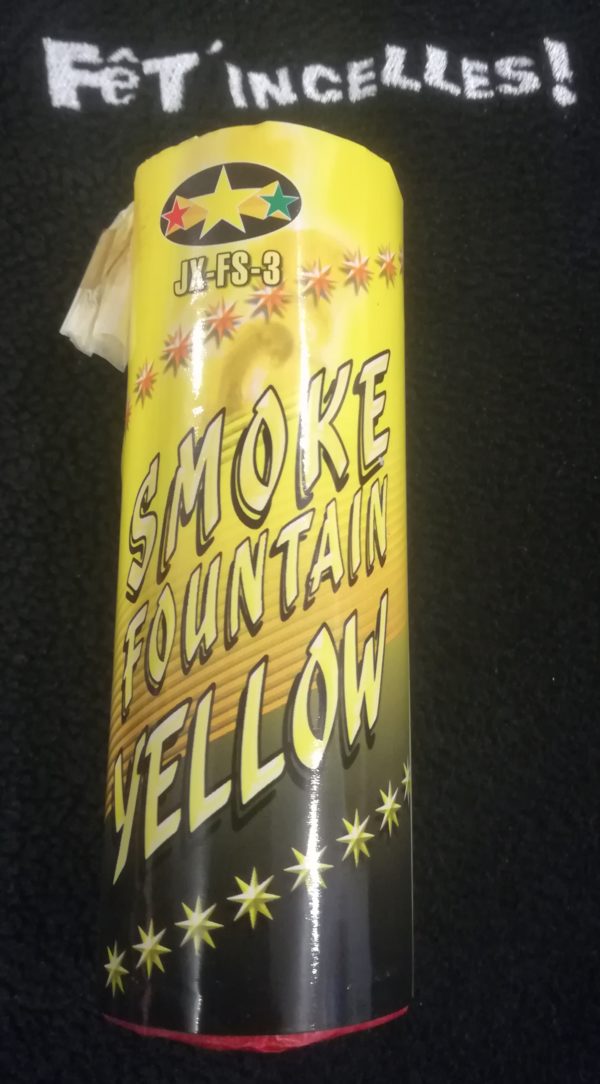 FêT'INCELLES!
JX-FS-3
SMOKE
FOUNTAIN
YELLOW